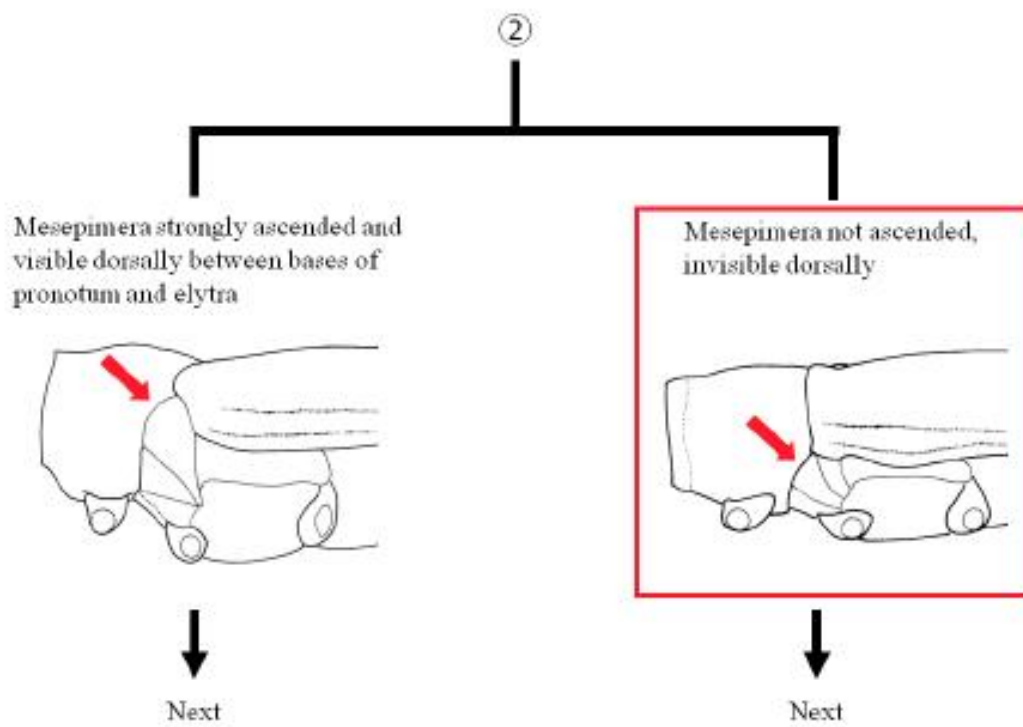 ②
Mesepimera strongly ascended and
visible dorsally between bases of
pronotum and elytra
Mesepimera not ascended,
invisible dorsally
Next
Next